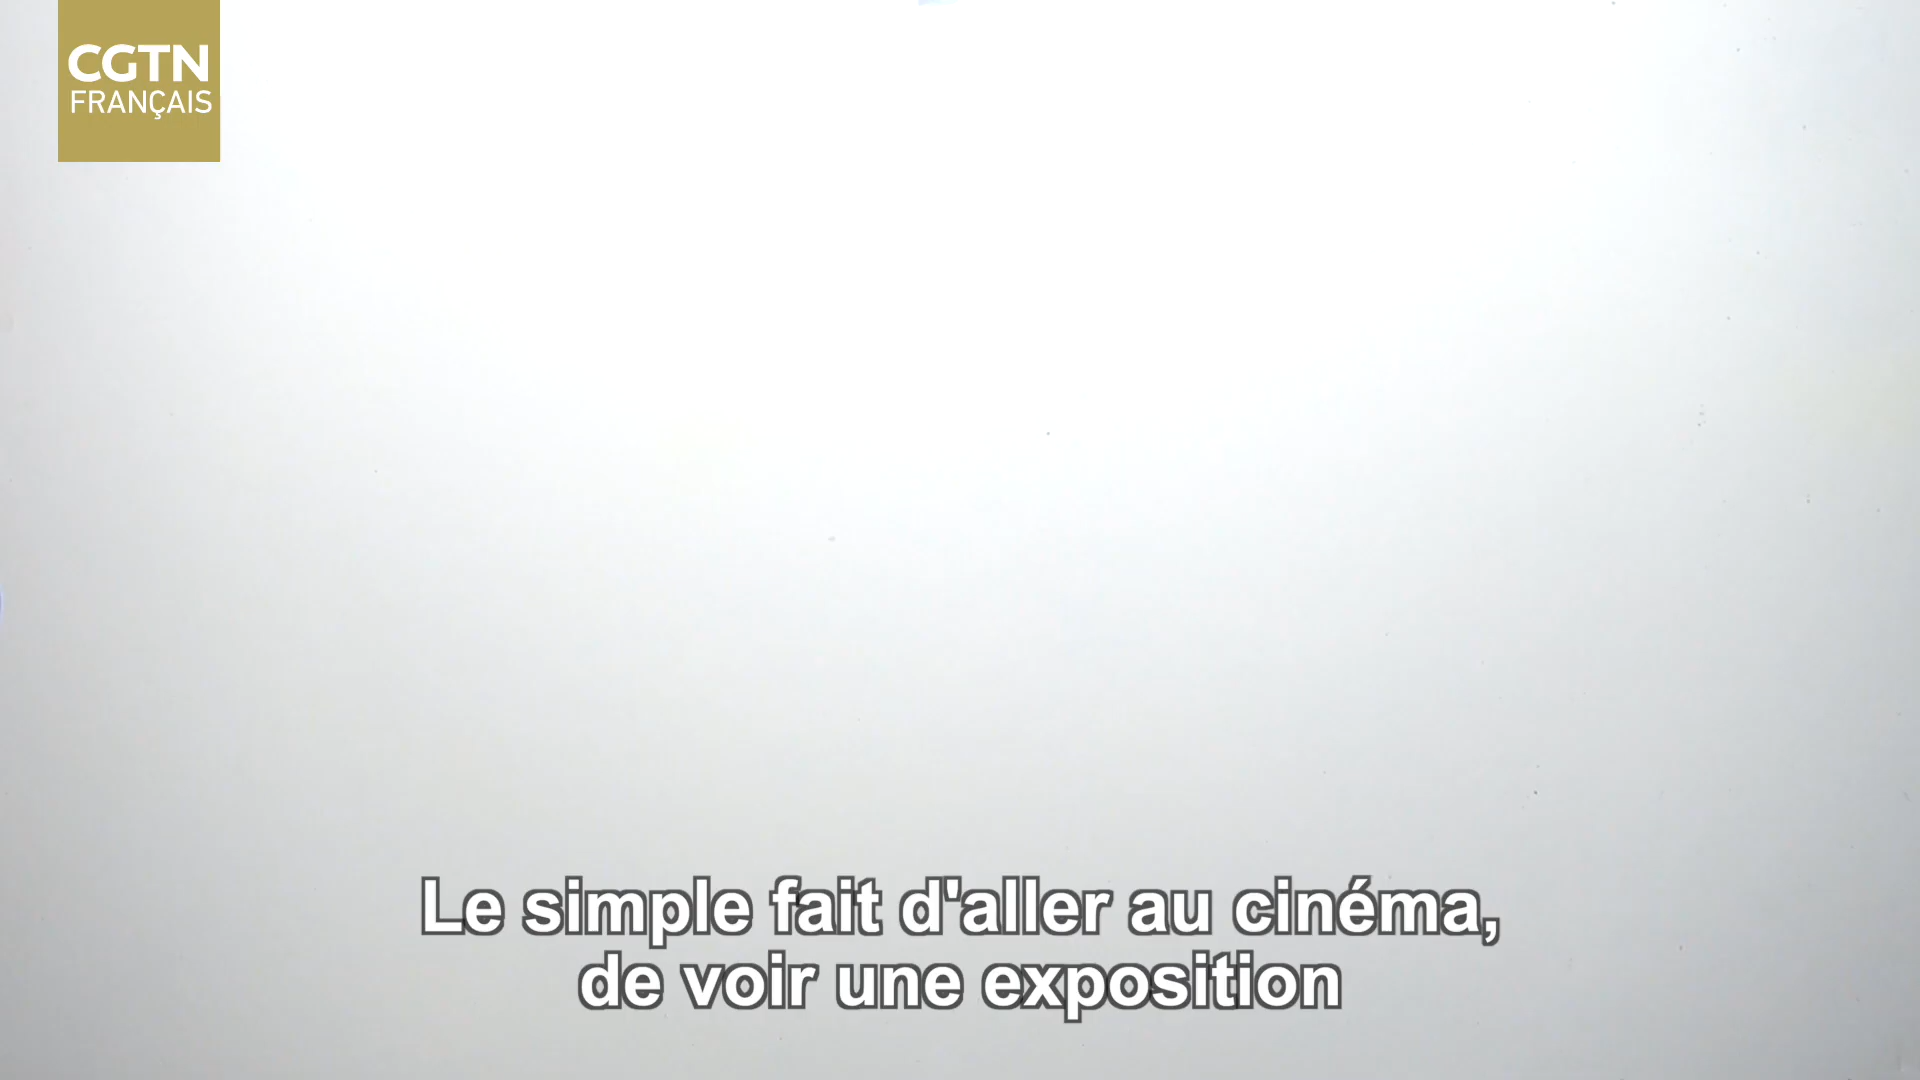 CGTN
FRANÇAIS
Le simple fait d'aller au cinéma,
de voir une exposition